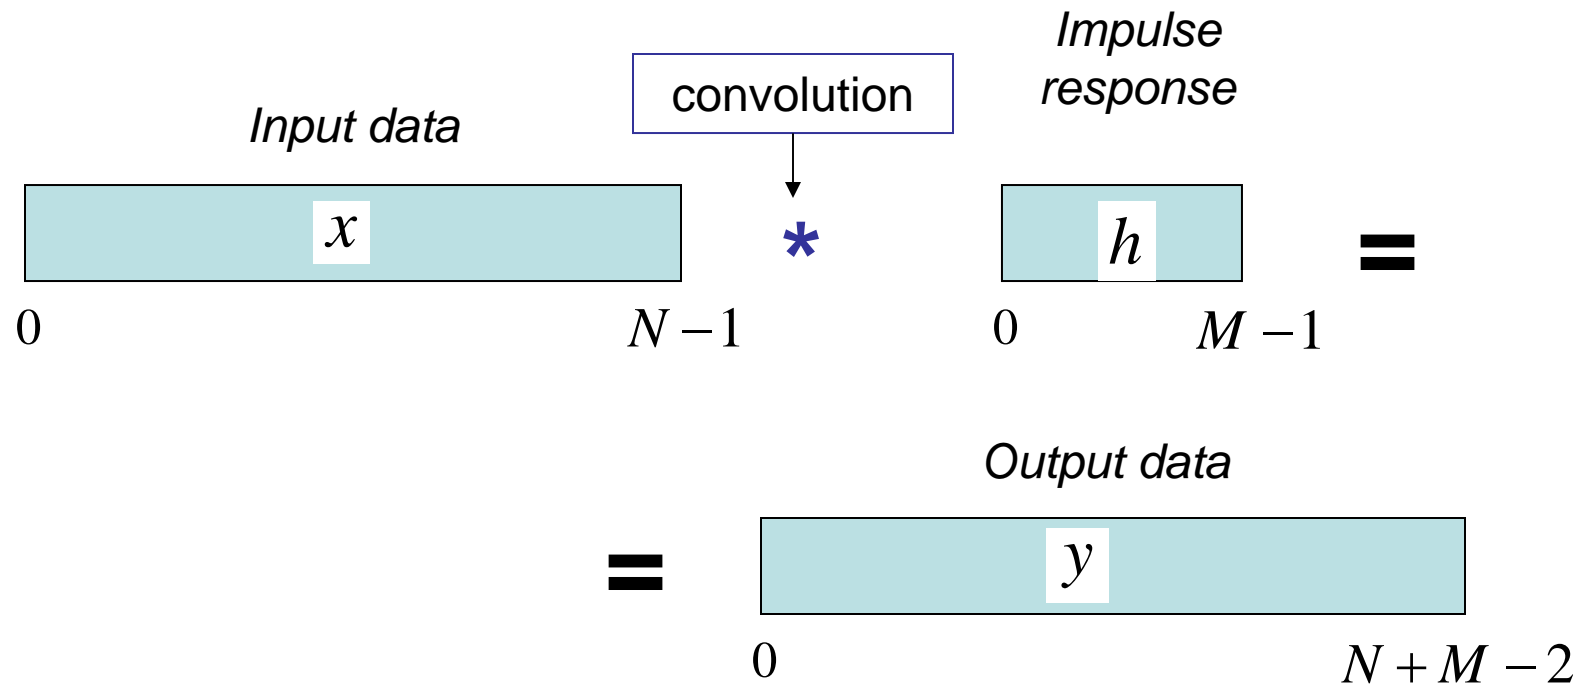 Impulse
response
convolution
Input data
x
*
h
=
0
N − 1
0
M − 1
Output data
=
y
0
N + M − 2